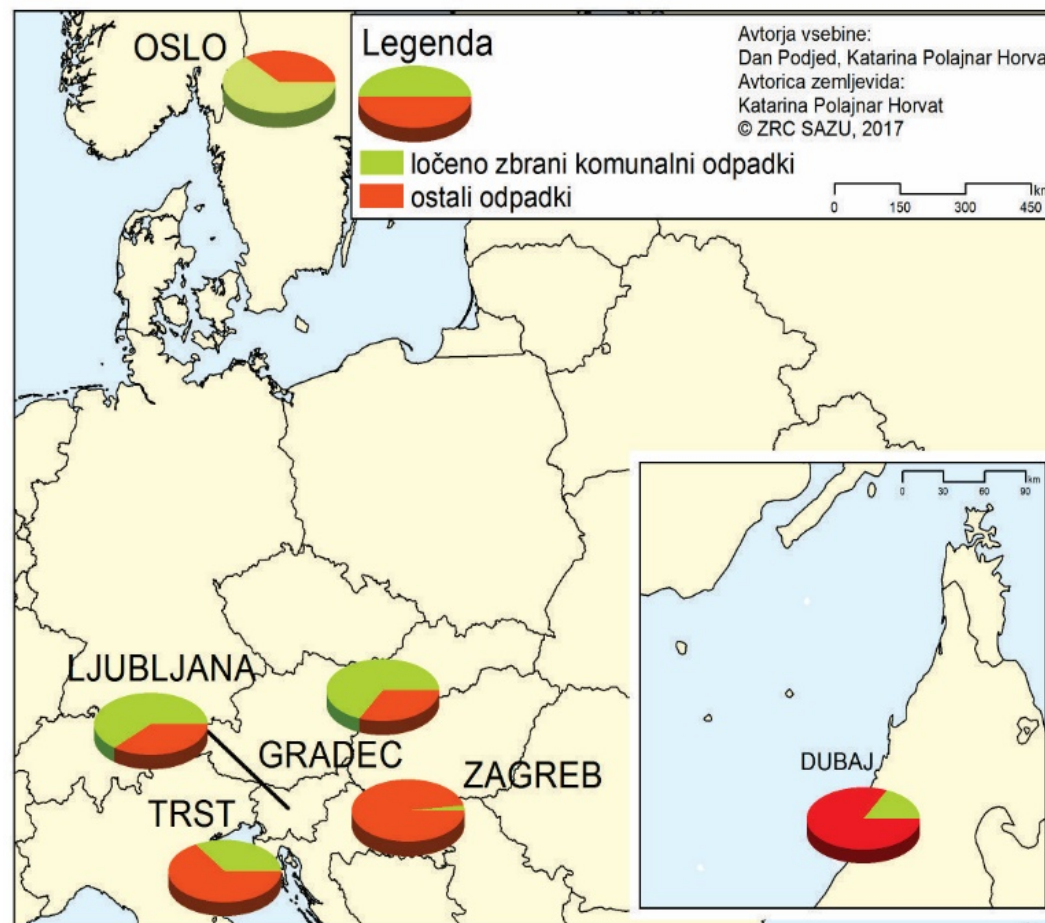 OSLO
Legenda
Avtorja vsebine:
Dan Podjed, Katarina Polajnar Horva
Avtorica zemljevida:
Katarina Polajnar Horvat
© ZRC SAZU, 2017
ločeno zbrani komunalni odpadki
ostali odpadki
km
0 150 300 450
km
0 30 60 90
LJUBLJANA
GRADEC
ZAGREB
TRST
DUBAJ